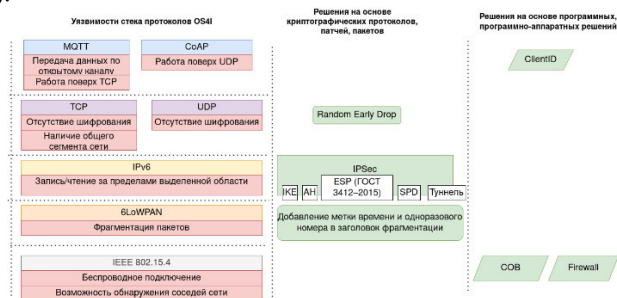 Уязвимости стека протоколов OS4I
Решения на основе
криптографических протоколов,
патчей, пакетов
Решения на основе программных,
программно-аппаратных решений
MQTT
Передача данных по
открытому каналу
Работа поверх TCP
CoAP
Работа поверх UDP
ClientID
TCP
Отсутствие шифрования
Наличие общего
сегмента сети
UDP
Отсутствие шифрования
Random Early Drop
IPv6
Запись/чтение за пределами выделенной области
IPSec
IKE
AH
ESP (ГОСТ
3412–2015)
SPD
Туннель
6LoWPAN
Фрагментация пакетов
Добавление метки времени и одноразового
номера в заголовок фрагментации
IEEE 802.15.4
Беспроводное подключение
Возможность обнаружения соседей сети
СОВ
Firewall